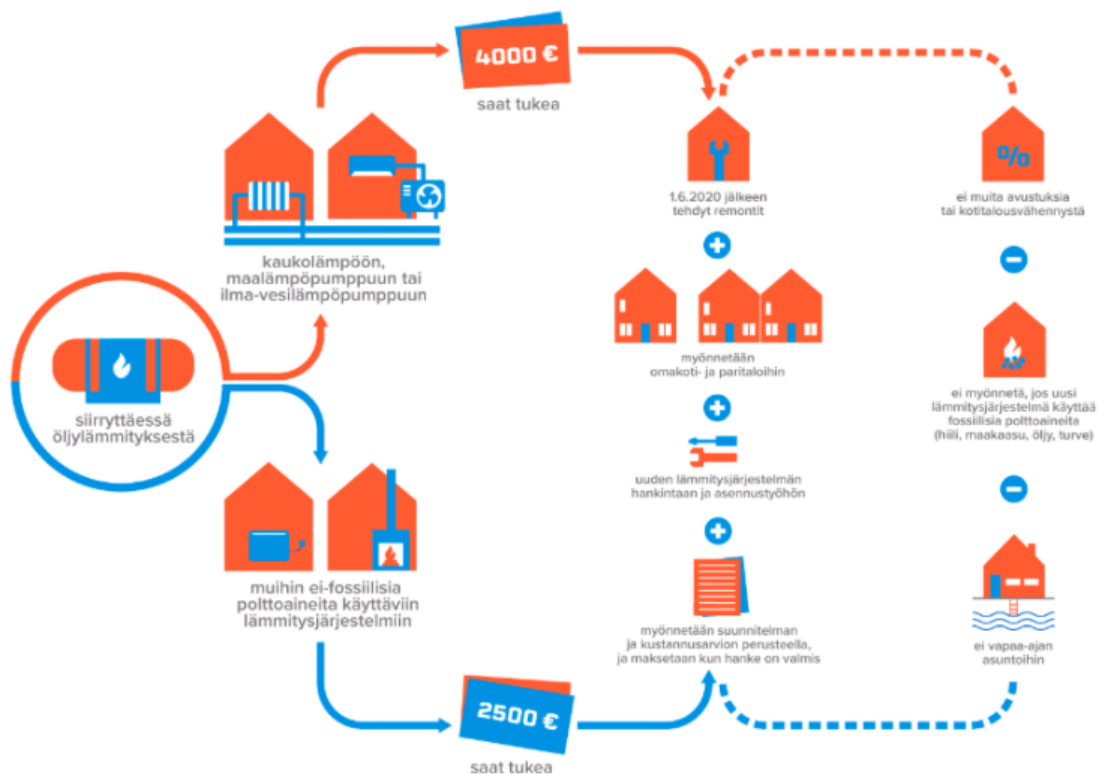 siirryttäessä
öljylämmityksestä
kaukolämpöön,
maalämpöpumppuun tai
ilma-vesilämpöpumppuun
4000 €
saat tukea
muihin ei-fossiilisia
polttoaineita käyttäviin
lämmitysjärjestelmiin
2500 €
saat tukea
1.6.2020 jälkeen
tehdyt remontit
myönnetään
omakoti- ja paritaloihin
uuden lämmitysjärjestelmän
hankintaan ja asennustyöhön
myönnetään suunnitelman
ja kustannusarvion perusteella,
ja maksetaan kun hanke on valmis
%
ei muita avustuksia
tai kotitalousvähennystä
ei myönnetä, jos uusi
lämmitysjärjestelmä käyttää
fossiilisia polttoaineita
(hiili, maakaasu, öljy, turve)
ei vapaa-ajan
asuntoihin